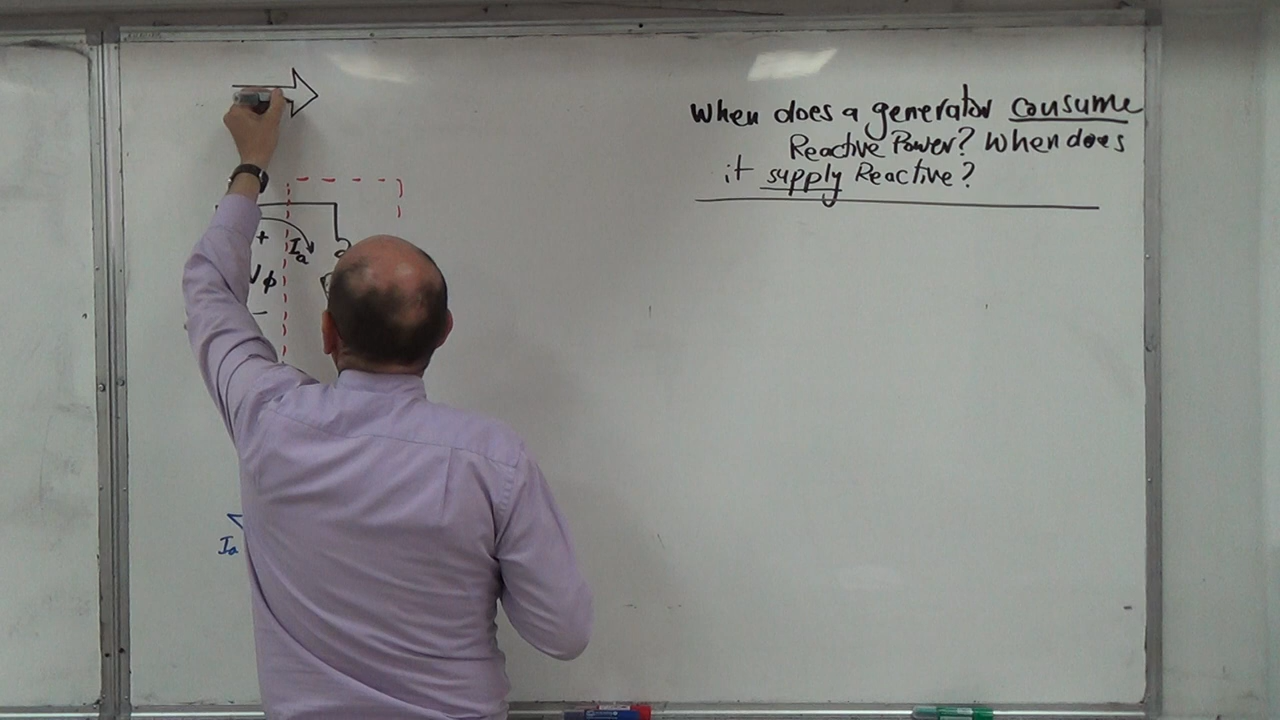 When does a generator consume
Reactive Power? When does
it supply Reactive?
+
Ia
Vφ
−
Ia